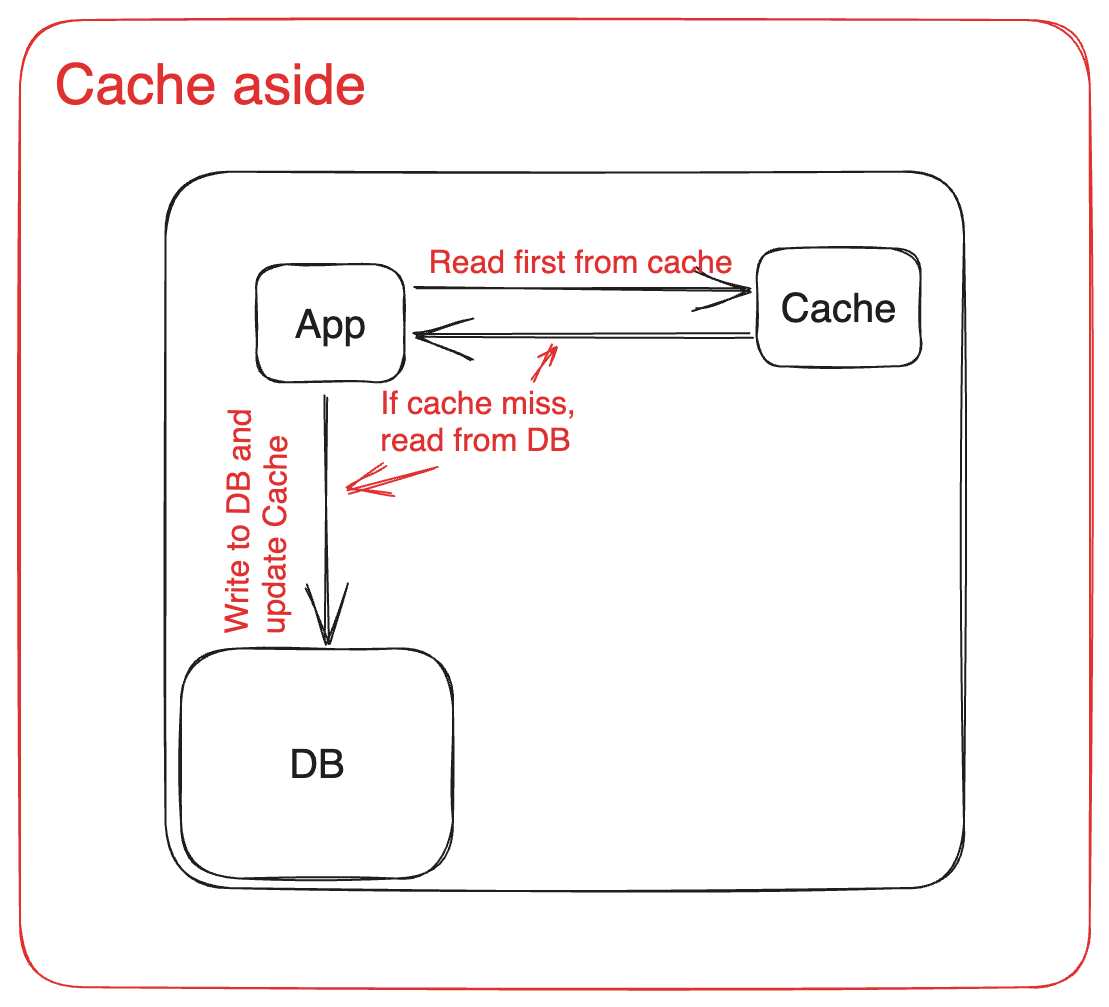 Cache aside
Read first from cache
App
Cache
If cache miss,
read from DB
Write to DB and
update Cache
DB